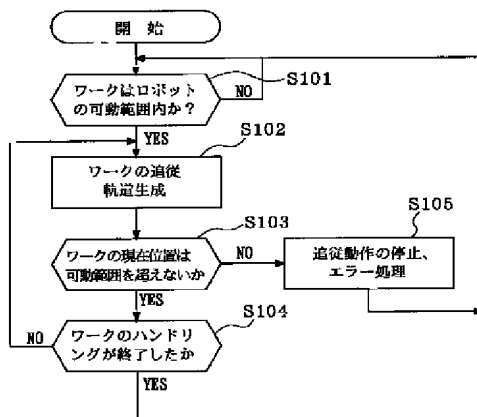 開始
S101
ワークはロボット
の可動範囲内か？
NO
YES
S102
ワークの追従
軌道生成
S103
ワークの現在位置は
可動範囲を超えないか
NO
YES
S105
追従動作の停止、
エラー処理
S104
ワークのハンドリ
ングが終了したか
NO
YES